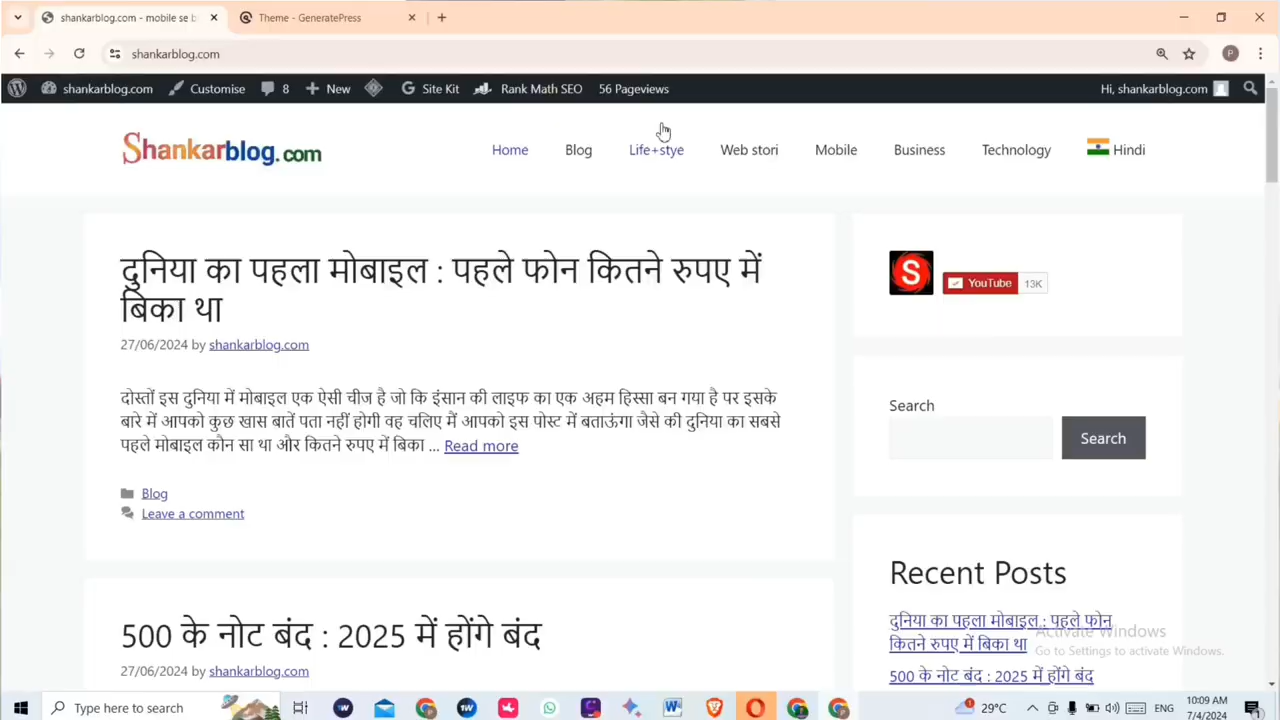 shankarblog.com - mobile se b
Theme - GeneratePress
shankarblog.com
shankarblog.com Customise 8 New Site Kit Rank Math SEO 56 Pageviews Hi, shankarblog.com
Shankarblog.com
Home Blog Life+stye Web stori Mobile Business Technology Hindi
दुनिया का पहला मोबाइल : पहले फोन कितने रुपए में
बिका था
27/06/2024 by shankarblog.com
दोस्तों इस दुनिया में मोबाइल एक ऐसी चीज है जो कि इंसान की लाइफ का एक अहम हिस्सा बन गया है पर इसके
बारे में आपको कुछ खास बातें पता नहीं होगी वह चलिए मैं आपको इस पोस्ट में बताऊंगा जैसे की दुनिया का सबसे
पहले मोबाइल कौन सा था और कितने रुपए में बिका ... Read more
Blog
Leave a comment
500 के नोट बंद : 2025 में होंगे बंद
27/06/2024 by shankarblog.com
S
YouTube 13K
Search
Search
Recent Posts
दुनिया का पहला मोबाइल : पहले फोन
कितने रुपए में बिका था
500 के नोट बंद : 2025 में होंगे बंद
Activate Windows
Go to Settings to activate Windows.
Type here to search
29°C
ENG
10:09 AM
7/4/2024